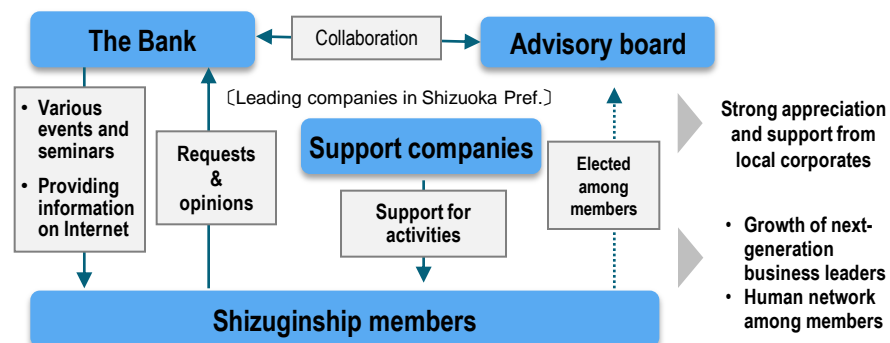 The Bank
Collaboration
Advisory board
• Various
events and
seminars
• Providing
information
on Internet
Requests
&
opinions
〔Leading companies in Shizuoka Pref.〕
Support companies
Support for
activities
Elected
among
members
Strong appreciation
and support from
local corporates
• Growth of next-
generation
business leaders
• Human network
among members
Shizuginship members